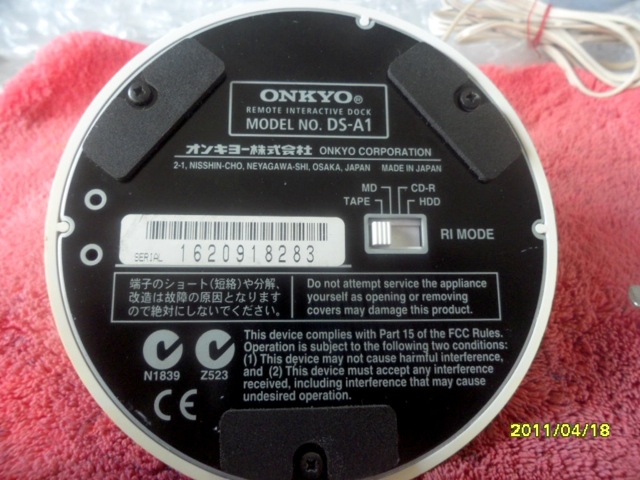 ONKYO®
REMOTE INTERACTIVE DOCK
MODEL NO. DS-A1
オンキヨー株式会社 ONKYO CORPORATION
2-1, NISSHIN-CHO, NEYAGAWA-SHI, OSAKA, JAPAN MADE IN JAPAN
MD CD-R
TAPE HDD
RI MODE
SERIAL 1620918283
端子のショート(短絡)や分解、
改造は故障の原因となります
ので絶対にしないでください。
Do not attempt service the appliance
yourself as opening or removing
covers may damage this product.
N1839
Z523
This device complies with Part 15 of the FCC Rules.
Operation is subject to the following two conditions:
(1) This device may not cause harmful interference,
and (2) This device must accept any interference
received, including interference that may cause
undesired operation.
CE
2011/04/18